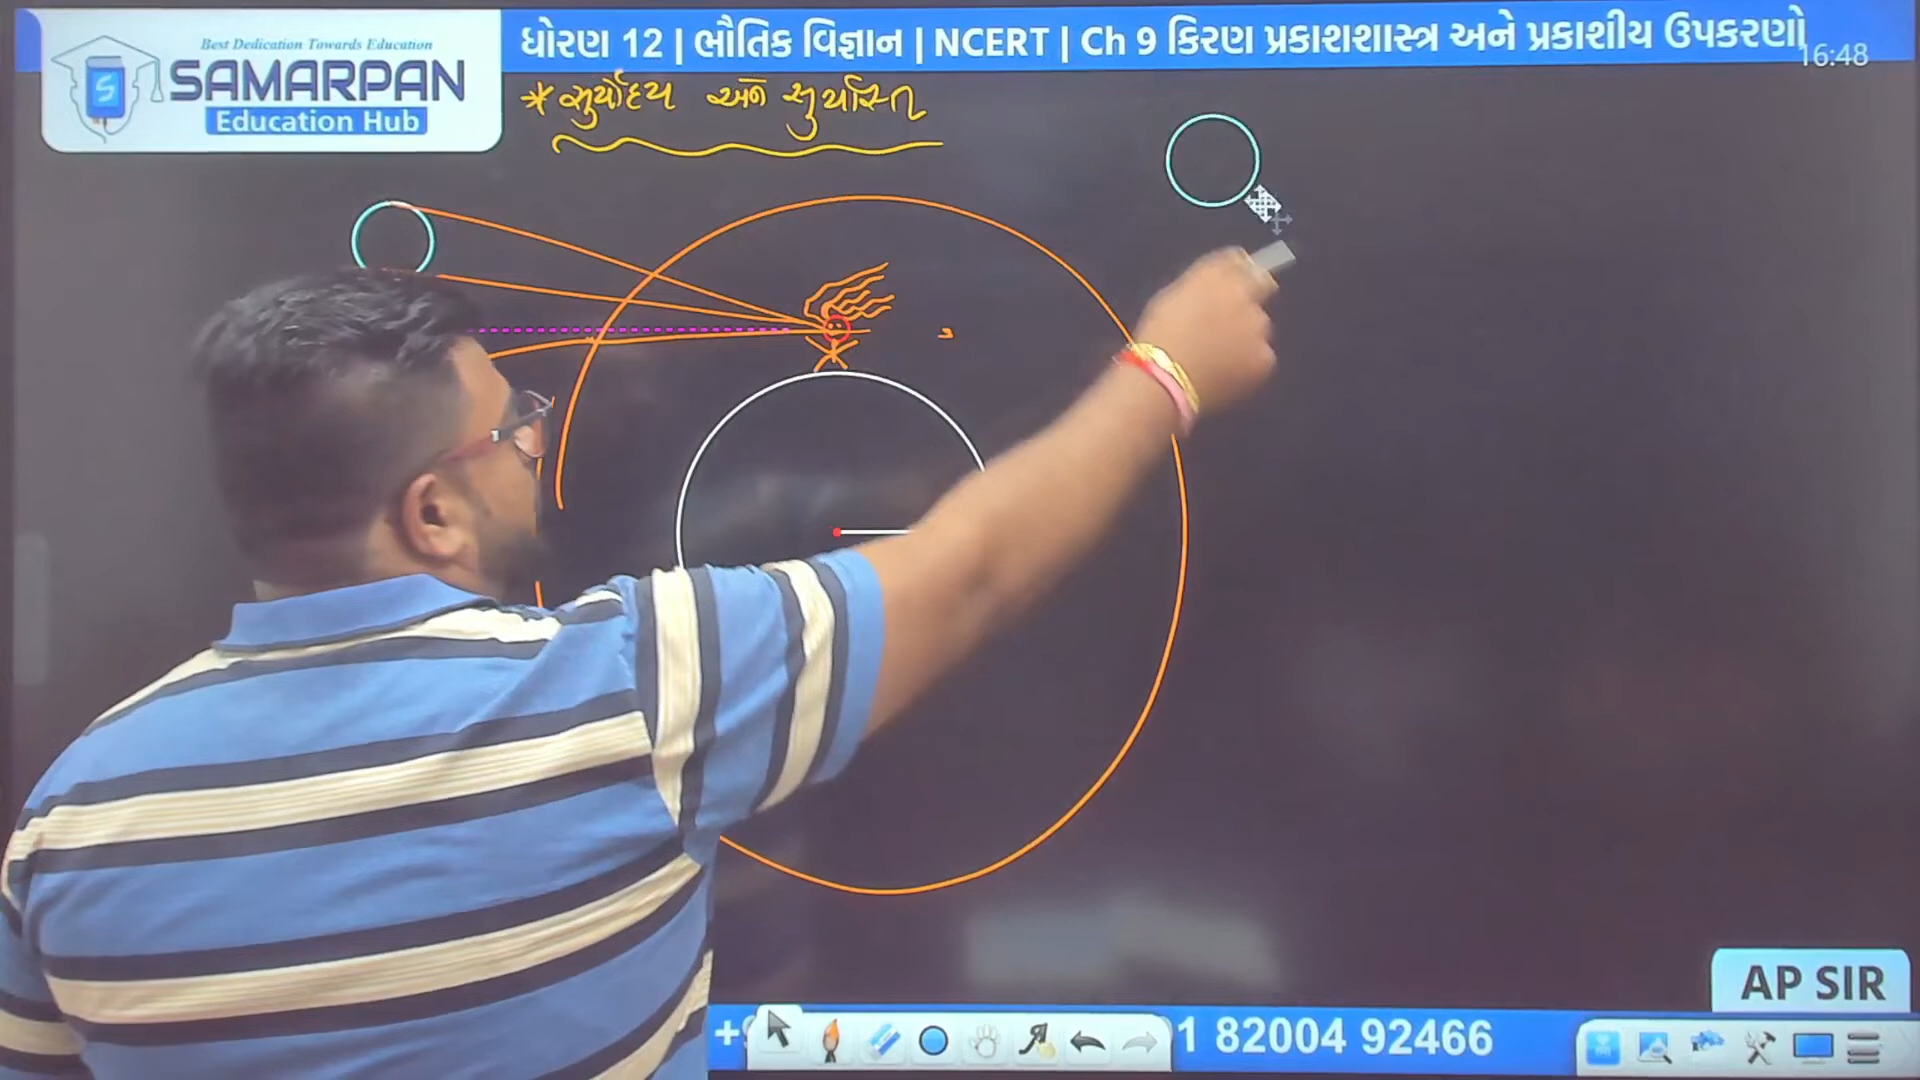 Best Dedication Towards Education
SAMARPAN
Education Hub
ધોરણ 12 | ભૌતિક વિજ્ઞાન | NCERT | Ch 9 કિરણ પ્રકાશશાસ્ત્ર અને પ્રકાશીય ઉપકરણો
16:48
* સુર્યોદય અને સુર્યાસ્ત
AP SIR
1 82004 92466